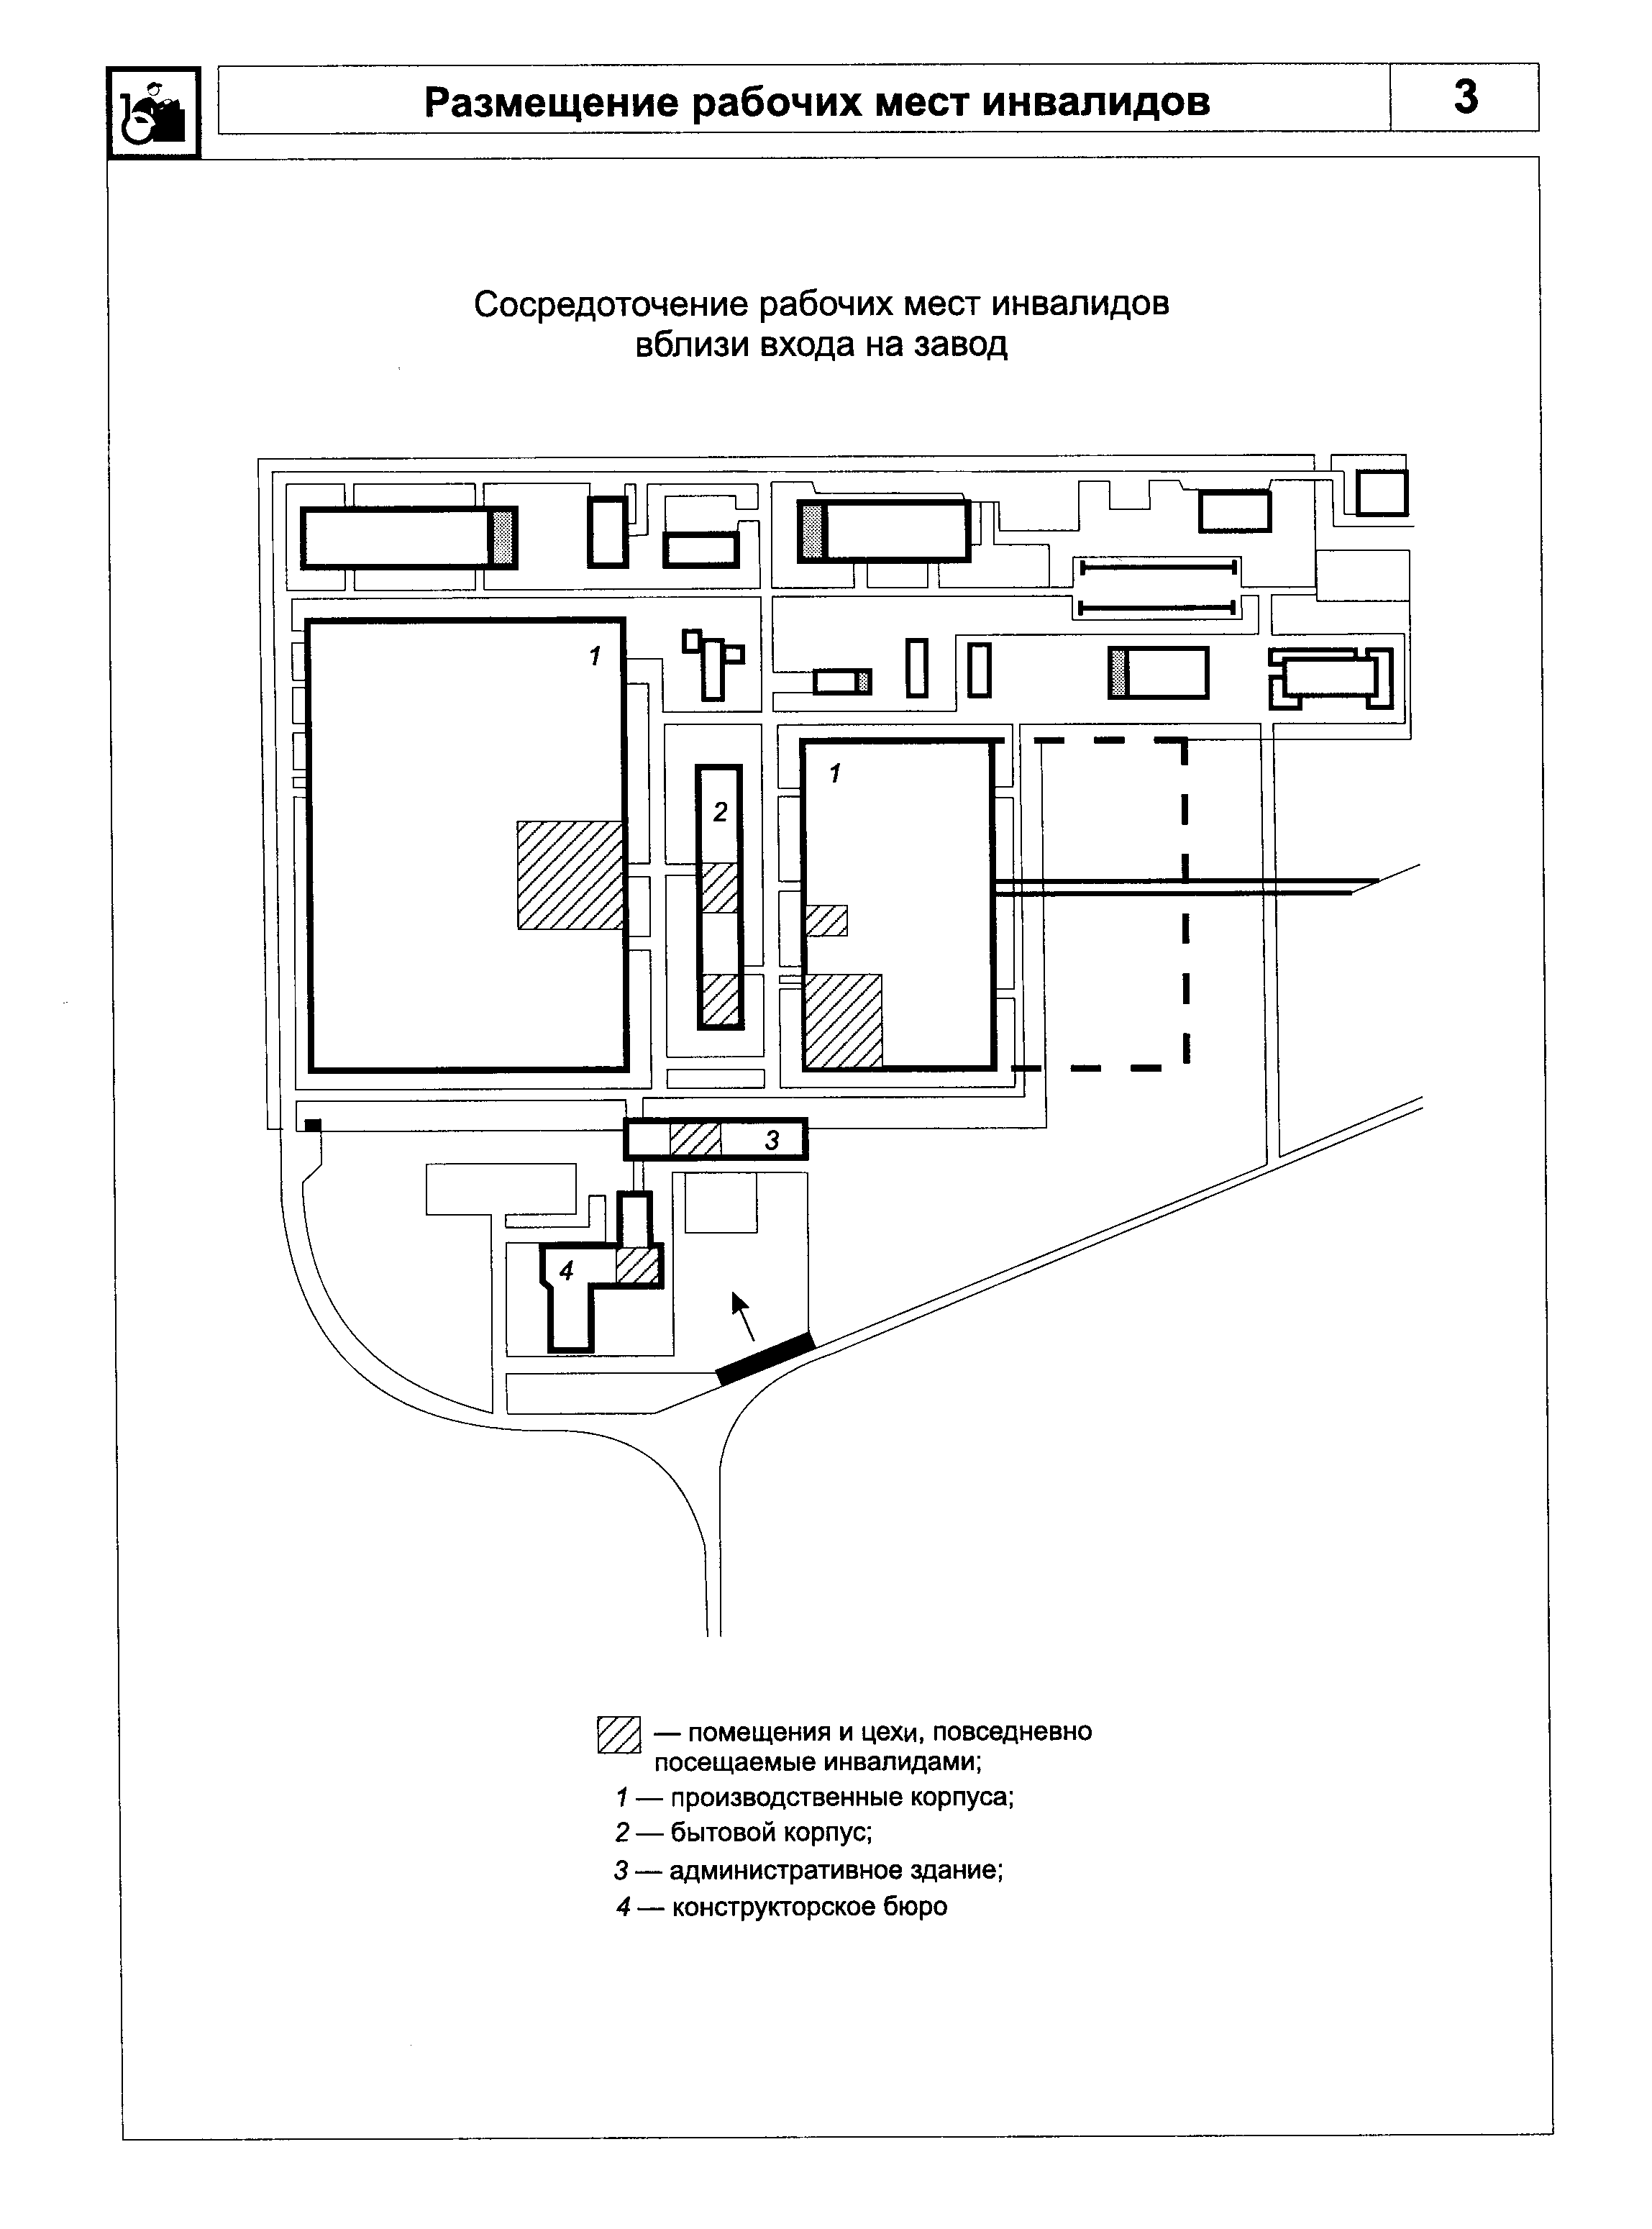 Размещение рабочих мест инвалидов
3
Сосредоточение рабочих мест инвалидов
вблизи входа на завод
1
1
2
3
4
— помещения и цехи, повседневно
посещаемые инвалидами;
1 — производственные корпуса;
2 — бытовой корпус;
3 — административное здание;
4 — конструкторское бюро